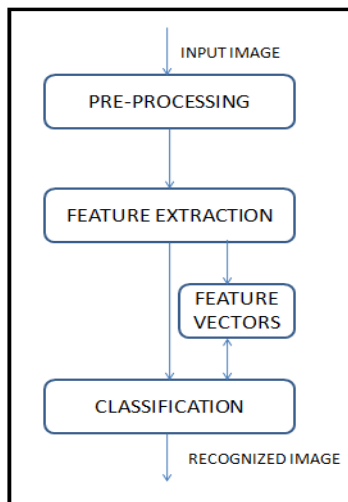 INPUT IMAGE
PRE-PROCESSING
FEATURE EXTRACTION
FEATURE
VECTORS
CLASSIFICATION
RECOGNIZED IMAGE